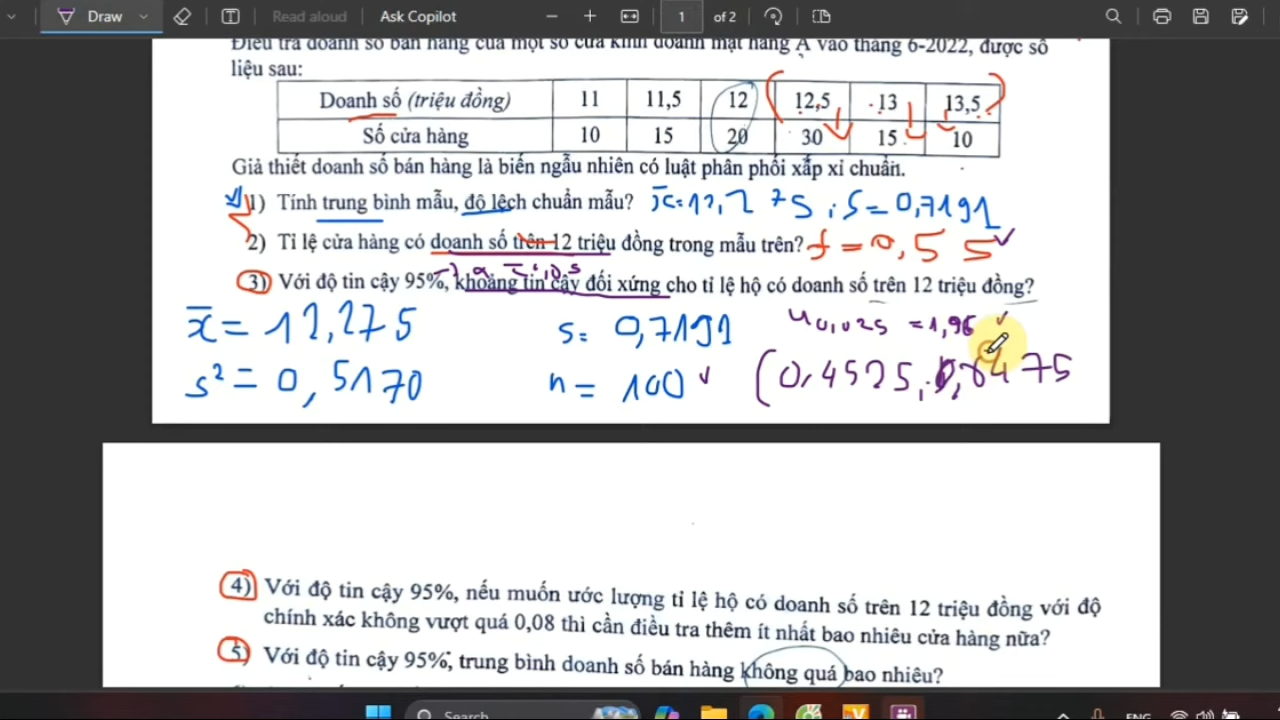 Draw
Read aloud
Ask Copilot
1 of 2
Điều tra doanh số bán hàng của một số cửa kinh doanh mặt hàng A vào tháng 6-2022, được số
liệu sau:
Doanh số (triệu đồng) 11 11,5 12 12,5 13 13,5
Số cửa hàng 10 15 20 30 15 10
Giả thiết doanh số bán hàng là biến ngẫu nhiên có luật phân phối xấp xỉ chuẩn.
1) Tính trung bình mẫu, độ lệch chuẩn mẫu? x̄ = 12,275 ; S = 0,7191
2) Tỉ lệ cửa hàng có doanh số trên 12 triệu đồng trong mẫu trên? f = 0,55
3) Với độ tin cậy 95%, khoảng tin cậy đối xứng cho tỉ lệ hộ có doanh số trên 12 triệu đồng?
x̄ = 12,275 s = 0,7191 u0,025 = 1,96
s² = 0,5170 n = 100 (0,4525, 0,6475
4) Với độ tin cậy 95%, nếu muốn ước lượng tỉ lệ hộ có doanh số trên 12 triệu đồng với độ
chính xác không vượt quá 0,08 thì cần điều tra thêm ít nhất bao nhiêu cửa hàng nữa?
5) Với độ tin cậy 95%, trung bình doanh số bán hàng không quá bao nhiêu?
Search
ENG